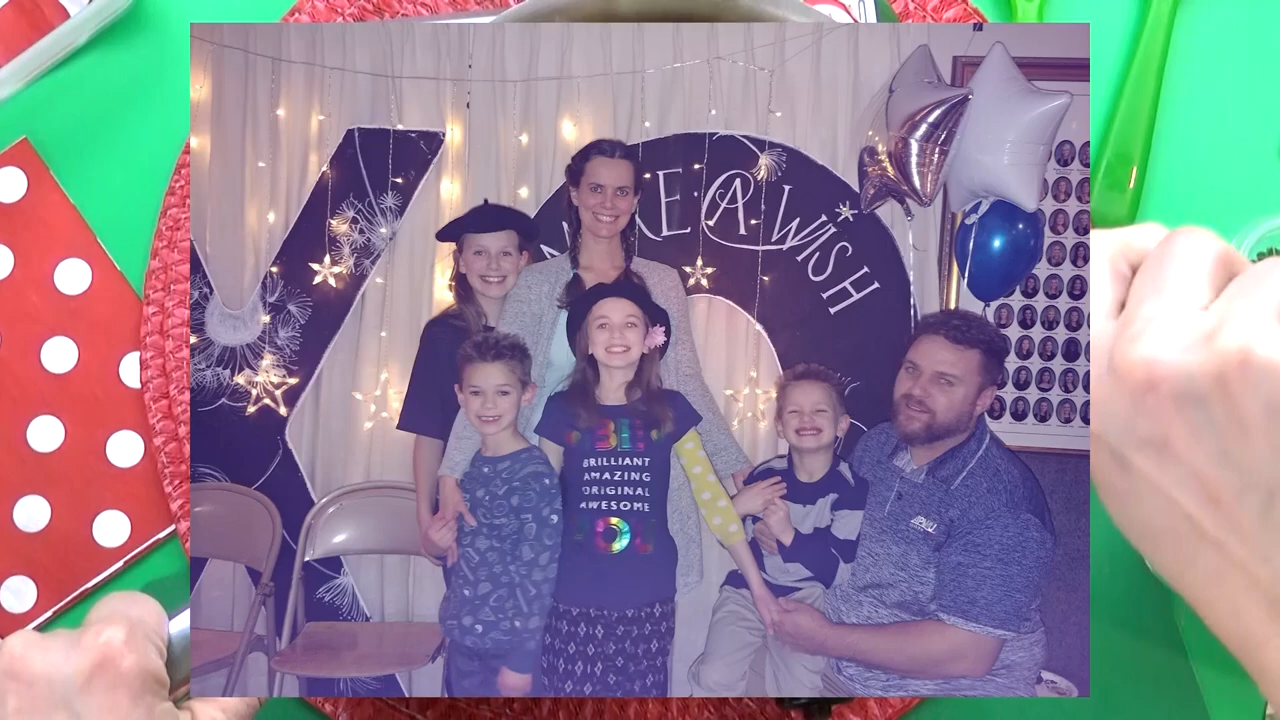 MAKE A WISH
BE
BRILLIANT
AMAZING
ORIGINAL
AWESOME
YOU